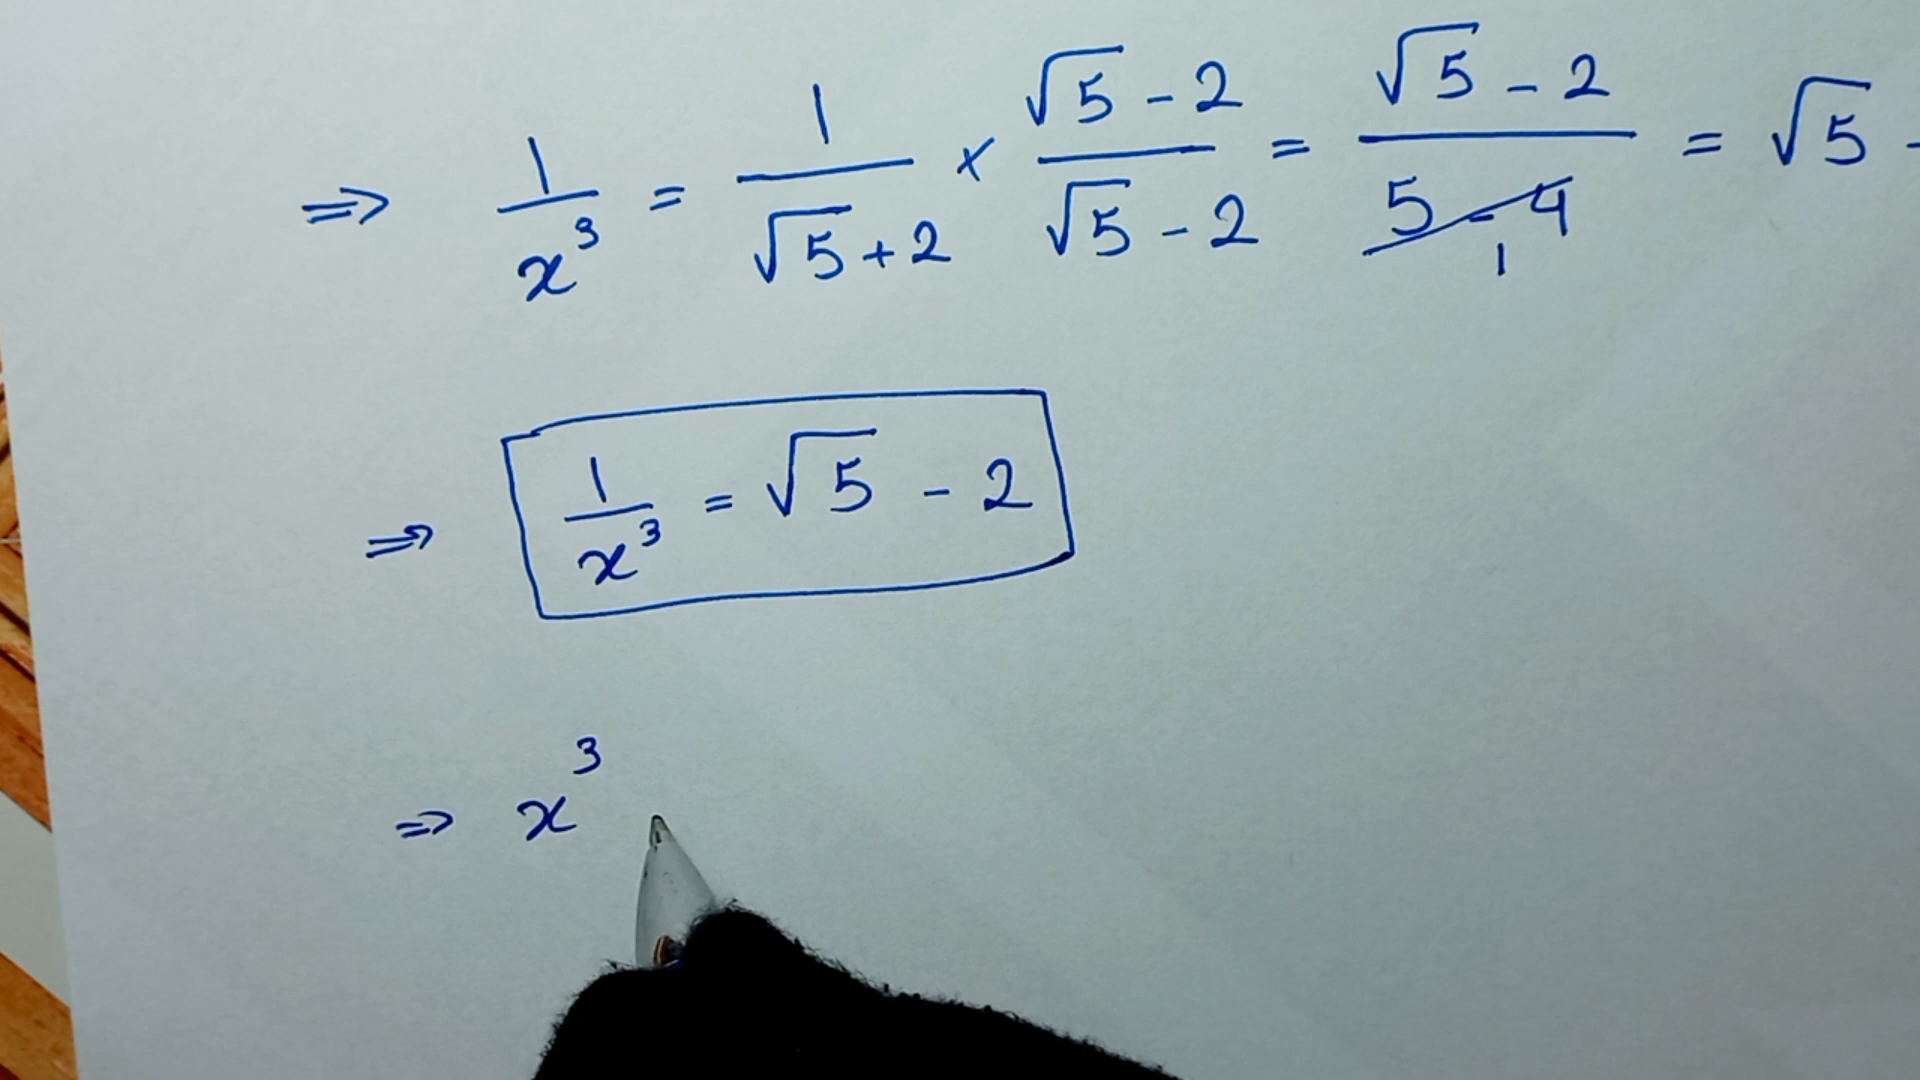 ⇒ 1/x³ = 1/(√5 + 2) × (√5 - 2)/(√5 - 2) = (√5 - 2)/(5 - 4) 1 = √5 -
⇒ 1/x³ = √5 - 2
⇒ x³